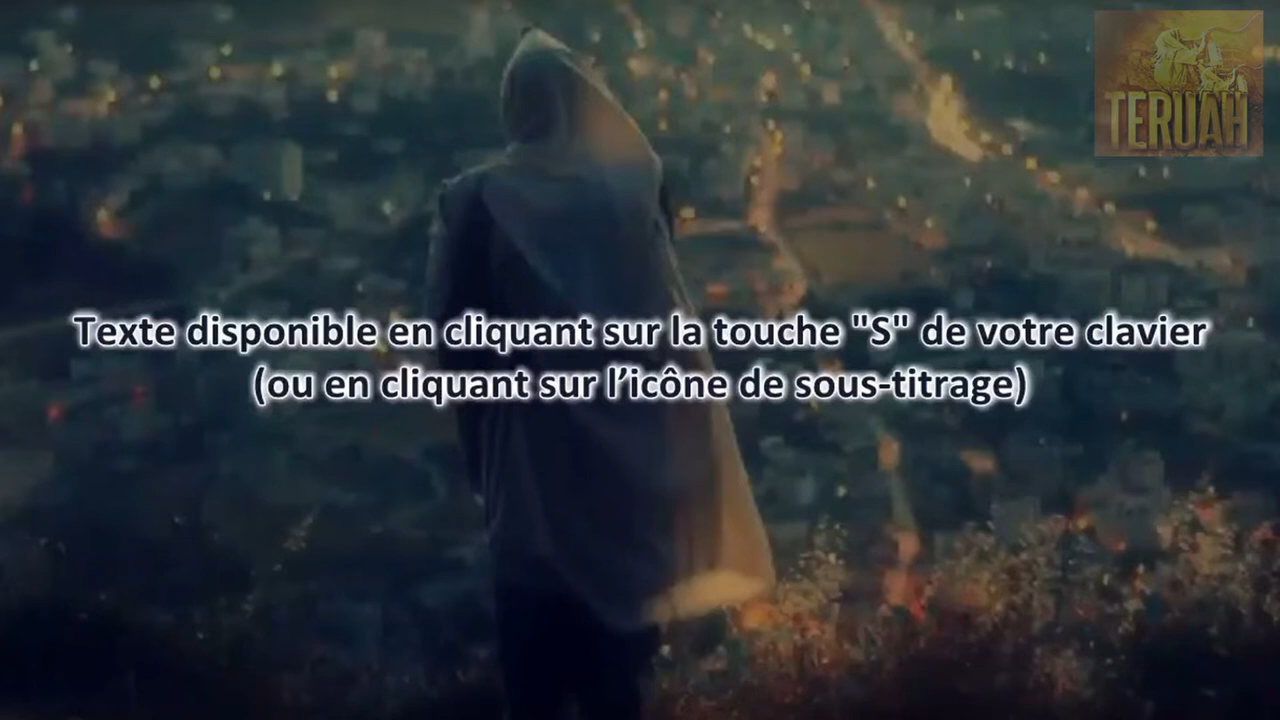 TERUAH
Texte disponible en cliquant sur la touche "S" de votre clavier
(ou en cliquant sur l’icône de sous-titrage)